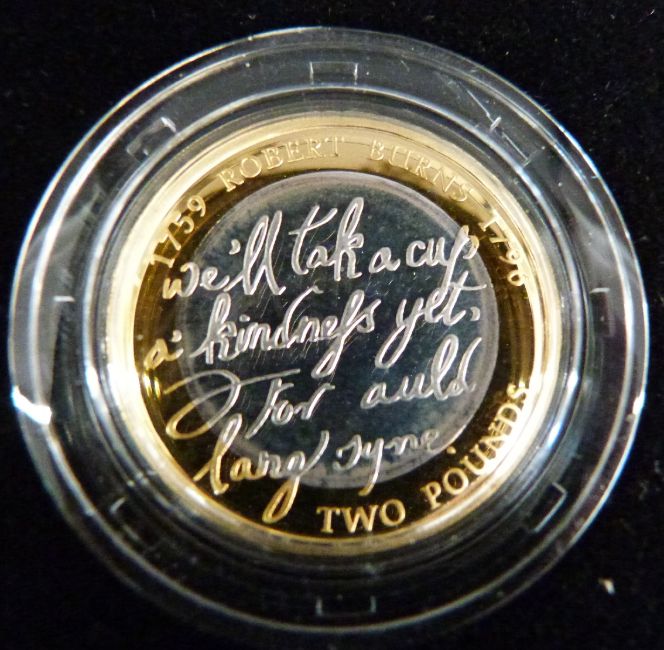 1759 ROBERT BURNS 1796
we'll tak a cup
a' kindneſs yet,
For auld
lang syne.
TWO POUNDS